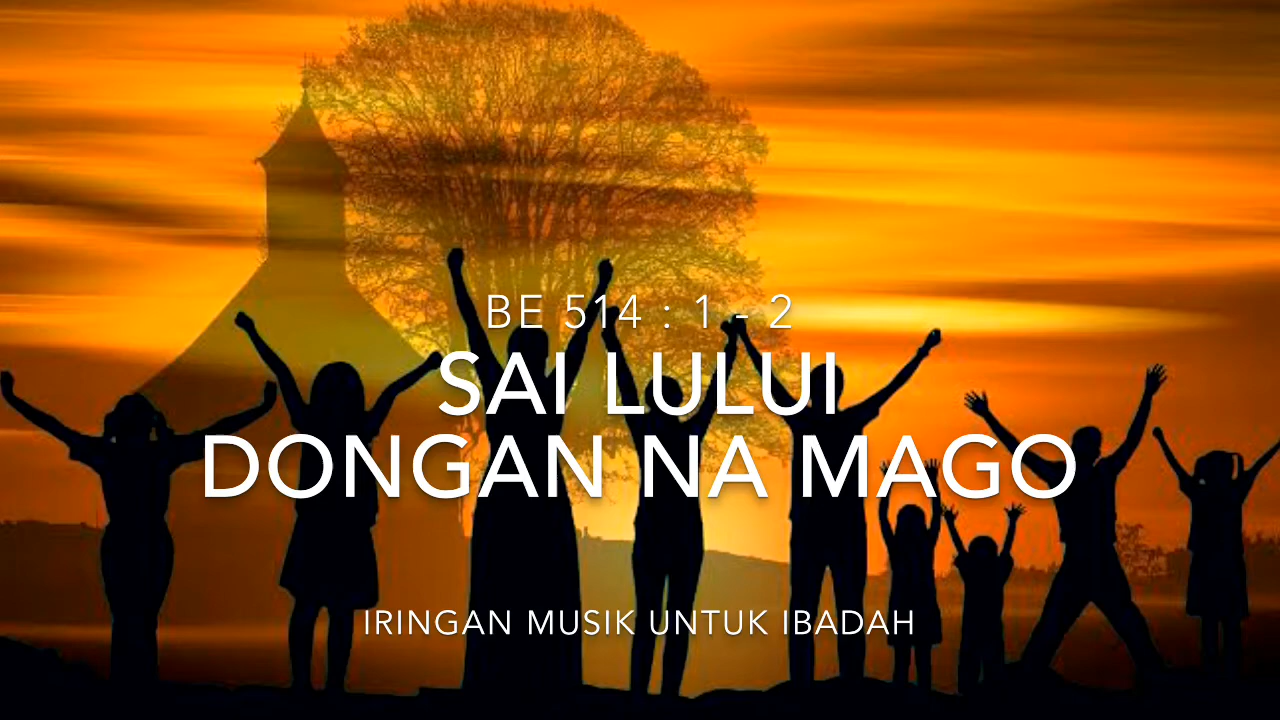 BE 514 : 1 - 2
SAI LULUI
DONGAN NA MAGO
IRINGAN MUSIK UNTUK IBADAH